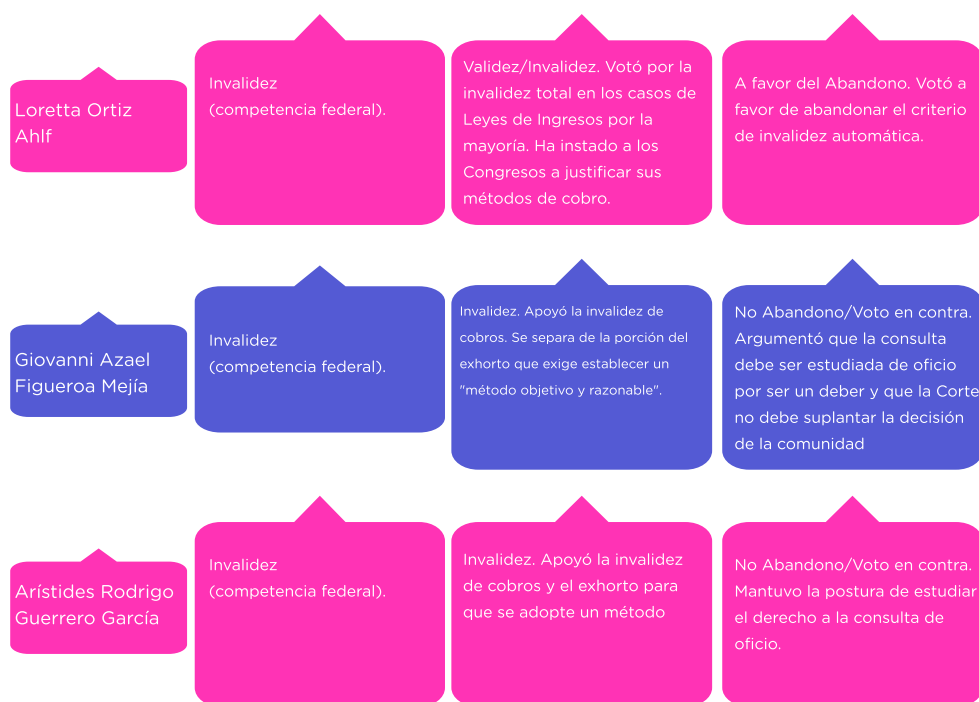 Loretta Ortiz
Ahlf
Invalidez
(competencia federal).
Validez/Invalidez. Votó por la
invalidez total en los casos de
Leyes de Ingresos por la
mayoría. Ha instado a los
Congresos a justificar sus
métodos de cobro.
A favor del Abandono. Votó a
favor de abandonar el criterio
de invalidez automática.
Giovanni Azael
Figueroa Mejía
Invalidez
(competencia federal).
Invalidez. Apoyó la invalidez de
cobros. Se separa de la porción del
exhorto que exige establecer un
"método objetivo y razonable".
No Abandono/Voto en contra.
Argumentó que la consulta
debe ser estudiada de oficio
por ser un deber y que la Corte
no debe suplantar la decisión
de la comunidad
Arístides Rodrigo
Guerrero García
Invalidez
(competencia federal).
Invalidez. Apoyó la invalidez
de cobros y el exhorto para
que se adopte un método
No Abandono/Voto en contra.
Mantuvo la postura de estudiar
el derecho a la consulta de
oficio.